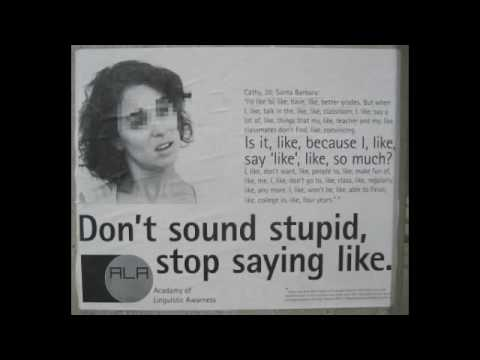 Cathy, 20, Santa Barbara:
"I'd like to, like, have, like, better grades. But when
I, like, talk in the, like, like, classroom, I, like, say a
lot of, like, things that my, like, teacher and my, like
classmates don't find, like, convincing.
Is it, like, because I, like,
say 'like', like, so much?
I, like, don't want, like, people to, like, make fun of,
like, me. I, like, don't go to, like, class, like, regularly
like, any more. I, like, won't be, like, able to finish,
like, college in, like, four years." *
Don't sound stupid,
stop saying like.
ALA
Acadamy of
Linguistic Awarness